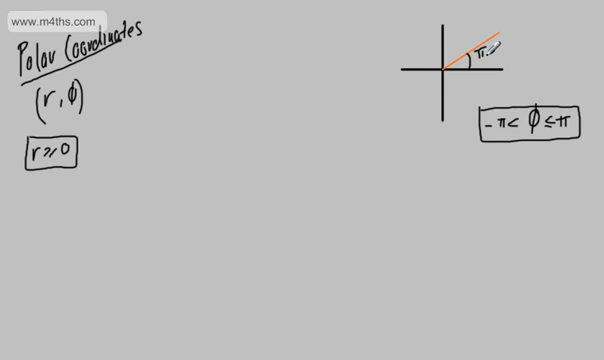 www.m4ths.com
Polar Coordinates
(r, ϕ)
r ⩾ 0
π
-π < ϕ ≤ π